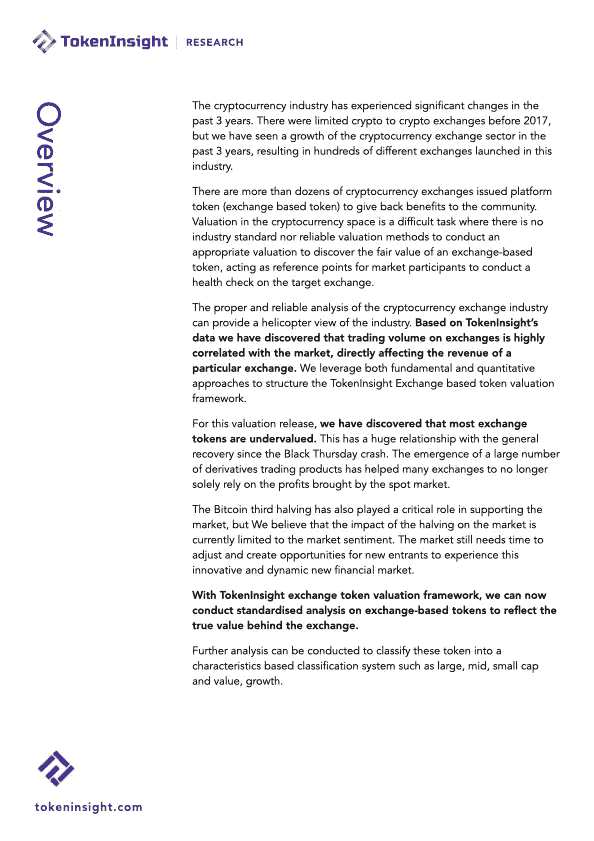 TokenInsight | RESEARCH
Overview
The cryptocurrency industry has experienced significant changes in the
past 3 years. There were limited crypto to crypto exchanges before 2017,
but we have seen a growth of the cryptocurrency exchange sector in the
past 3 years, resulting in hundreds of different exchanges launched in this
industry.
There are more than dozens of cryptocurrency exchanges issued platform
token (exchange based token) to give back benefits to the community.
Valuation in the cryptocurrency space is a difficult task where there is no
industry standard nor reliable valuation methods to conduct an
appropriate valuation to discover the fair value of an exchange-based
token, acting as reference points for market participants to conduct a
health check on the target exchange.
The proper and reliable analysis of the cryptocurrency exchange industry
can provide a helicopter view of the industry. Based on TokenInsight's
data we have discovered that trading volume on exchanges is highly
correlated with the market, directly affecting the revenue of a
particular exchange. We leverage both fundamental and quantitative
approaches to structure the TokenInsight Exchange based token valuation
framework.
For this valuation release, we have discovered that most exchange
tokens are undervalued. This has a huge relationship with the general
recovery since the Black Thursday crash. The emergence of a large number
of derivatives trading products has helped many exchanges to no longer
solely rely on the profits brought by the spot market.
The Bitcoin third halving has also played a critical role in supporting the
market, but We believe that the impact of the halving on the market is
currently limited to the market sentiment. The market still needs time to
adjust and create opportunities for new entrants to experience this
innovative and dynamic new financial market.
With TokenInsight exchange token valuation framework, we can now
conduct standardised analysis on exchange-based tokens to reflect the
true value behind the exchange.
Further analysis can be conducted to classify these token into a
characteristics based classification system such as large, mid, small cap
and value, growth.
tokeninsight.com